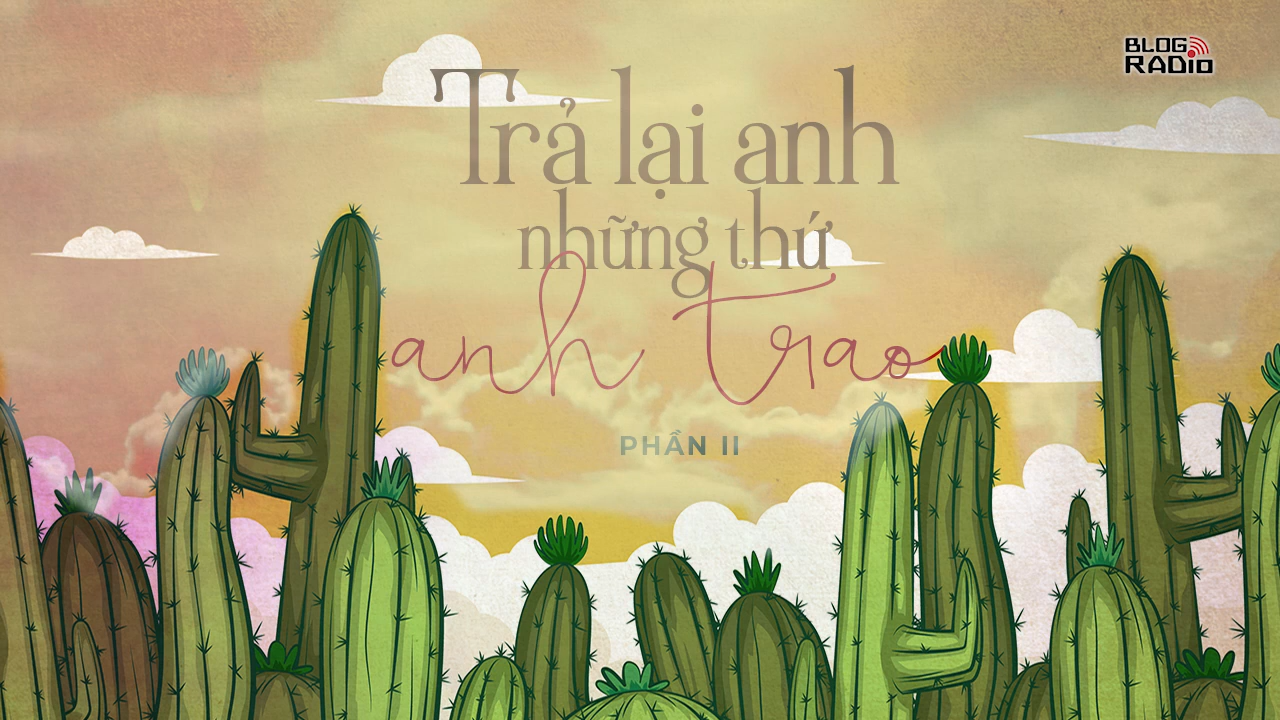 BLOG
RADIO
Trả lại anh
những thứ
anh trao
PHẦN II